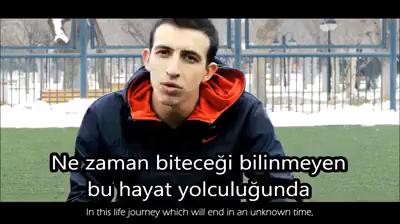 Ne zaman biteceği bilinmeyen
bu hayat yolculuğunda
In this life journey which will end in an unknown time,